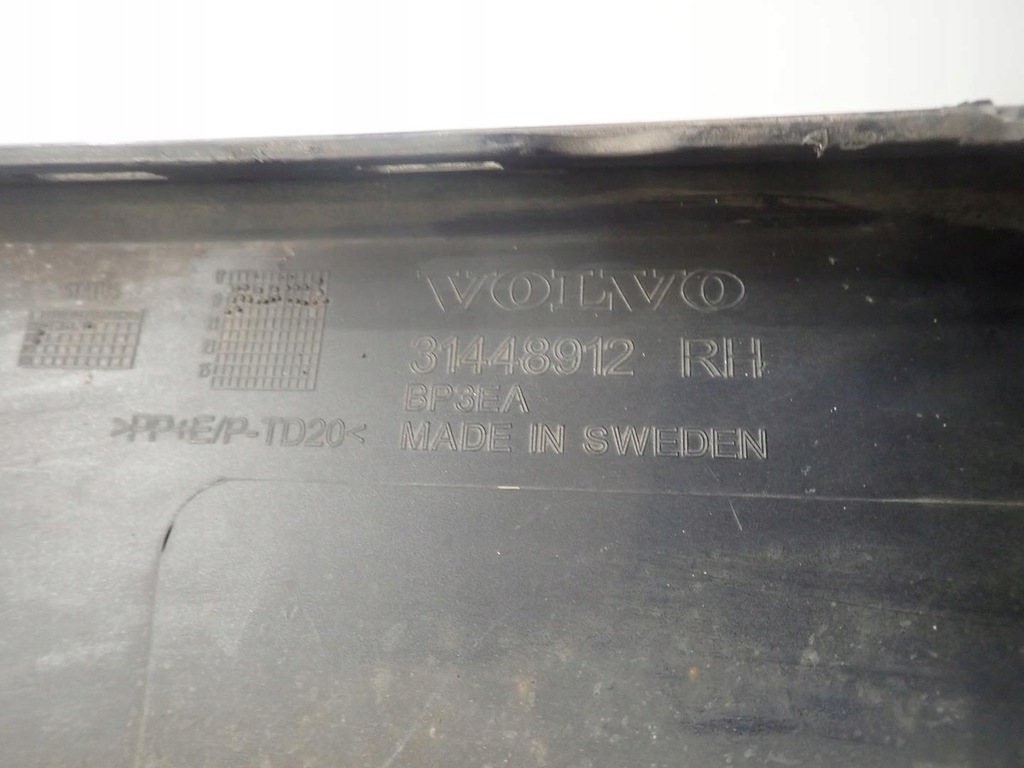 VOLVO
31448912 RH
BP3EA
>PP+E/P-TD20< MADE IN SWEDEN